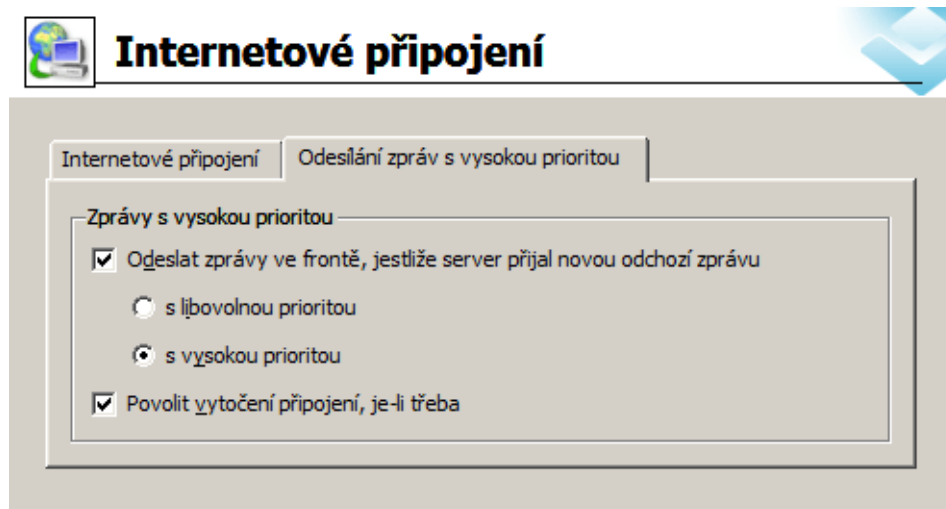 Internetové připojení
Internetové připojení
Odesílání zpráv s vysokou prioritou
Zprávy s vysokou prioritou
Odeslat zprávy ve frontě, jestliže server přijal novou odchozí zprávu
s libovolnou prioritou
s vysokou prioritou
Povolit vytočení připojení, je-li třeba